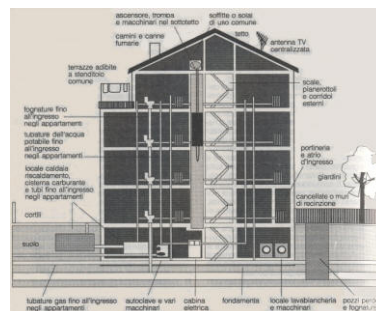 ascensore, tromba
e macchinari nel sottotetto
soffitte o solai
di uso comune
camini e canne
fumarie
tetto
antenna TV
centralizzata
terrazze adibite
a stenditoio
comune
scale,
pianerottoli
e corridoi
esterni
fognature fino
all'ingresso
negli appartamenti
tubature dell'acqua
potabile fino
all'ingresso
negli appartamenti
portineria
e atrio
d'ingresso
locale caldaia
riscaldamento,
cisterna carburante
e tubi fino all'ingresso
negli appartamenti
giardini
cancellate o muri
di recinzione
cortili
suolo
tubature gas fino all'ingresso
negli appartamenti
autoclave e vari
macchinari
cabina
elettrica
fondamenta
locale lavabiancheria
e macchinari
pozzi
e fognature